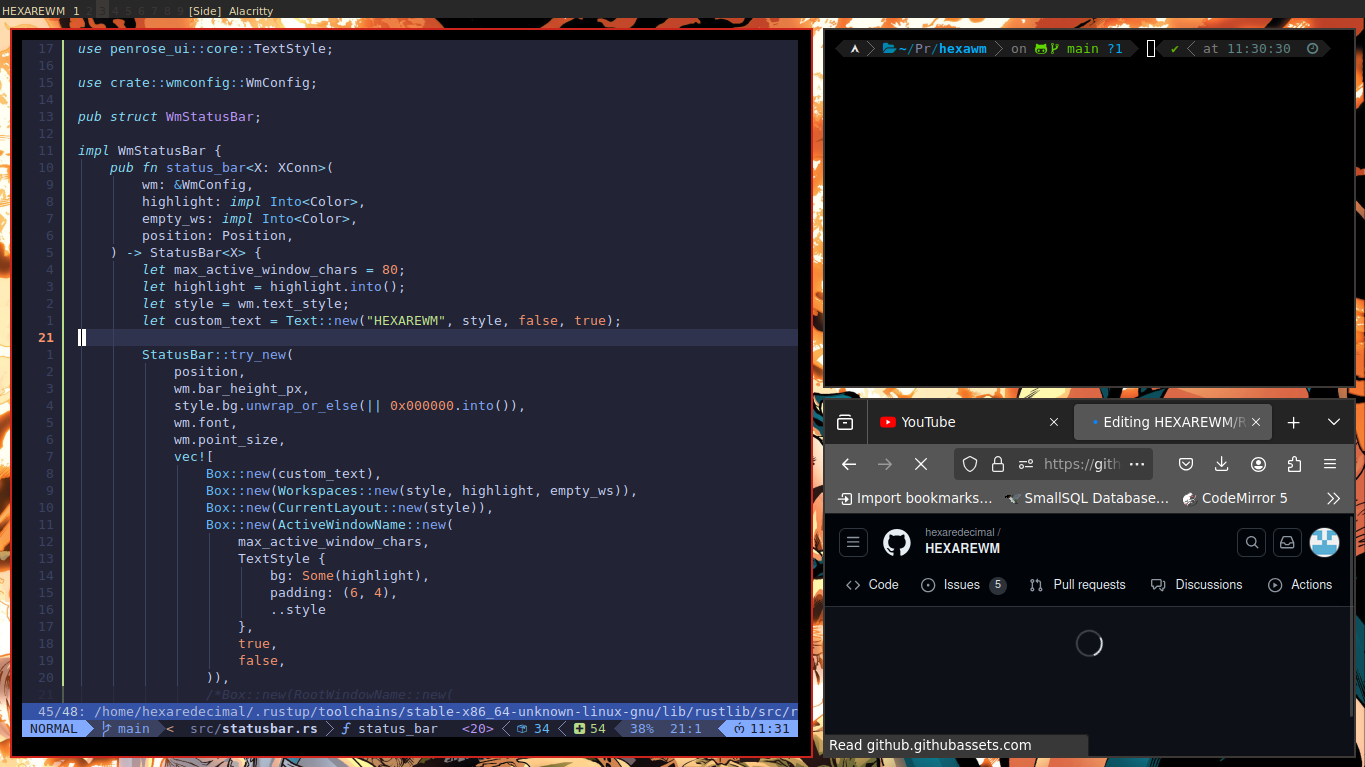 HEXAREWM 1 2 3 4 5 6 7 8 9 [Side] Alacritty
17 use penrose_ui::core::TextStyle;
16
15 use crate::wmconfig::WmConfig;
14
13 pub struct WmStatusBar;
12
11 impl WmStatusBar {
10 pub fn status_bar<X: XConn>(
9 wm: &WmConfig,
8 highlight: impl Into<Color>,
7 empty_ws: impl Into<Color>,
6 position: Position,
5 ) -> StatusBar<X> {
4 let max_active_window_chars = 80;
3 let highlight = highlight.into();
2 let style = wm.text_style;
1 let custom_text = Text::new("HEXAREWM", style, false, true);
21
1 StatusBar::try_new(
2 position,
3 wm.bar_height_px,
4 style.bg.unwrap_or_else(|| 0x000000.into()),
5 wm.font,
6 wm.point_size,
7 vec![
8 Box::new(custom_text),
9 Box::new(Workspaces::new(style, highlight, empty_ws)),
10 Box::new(CurrentLayout::new(style)),
11 Box::new(ActiveWindowName::new(
12 max_active_window_chars,
13 TextStyle {
14 bg: Some(highlight),
15 padding: (6, 4),
16 ..style
17 },
18 true,
19 false,
20 )),
21 /*Box::new(RootWindowName::new(
45/48: /home/hexaredecimal/.rustup/toolchains/stable-x86_64-unknown-linux-gnu/lib/rustlib/src/r
NORMAL main < src/statusbar.rs > status_bar <20> < 34 < 54 38% 21:1 11:31
~/Pr/hexawm on main ?1 ✔ at 11:30:30
YouTube Editing HEXAREWM/R
https://gith
Import bookmarks... SmallSQL Database... CodeMirror 5
hexaredecimal /
HEXAREWM
Code Issues 5 Pull requests Discussions Actions
Read github.githubassets.com